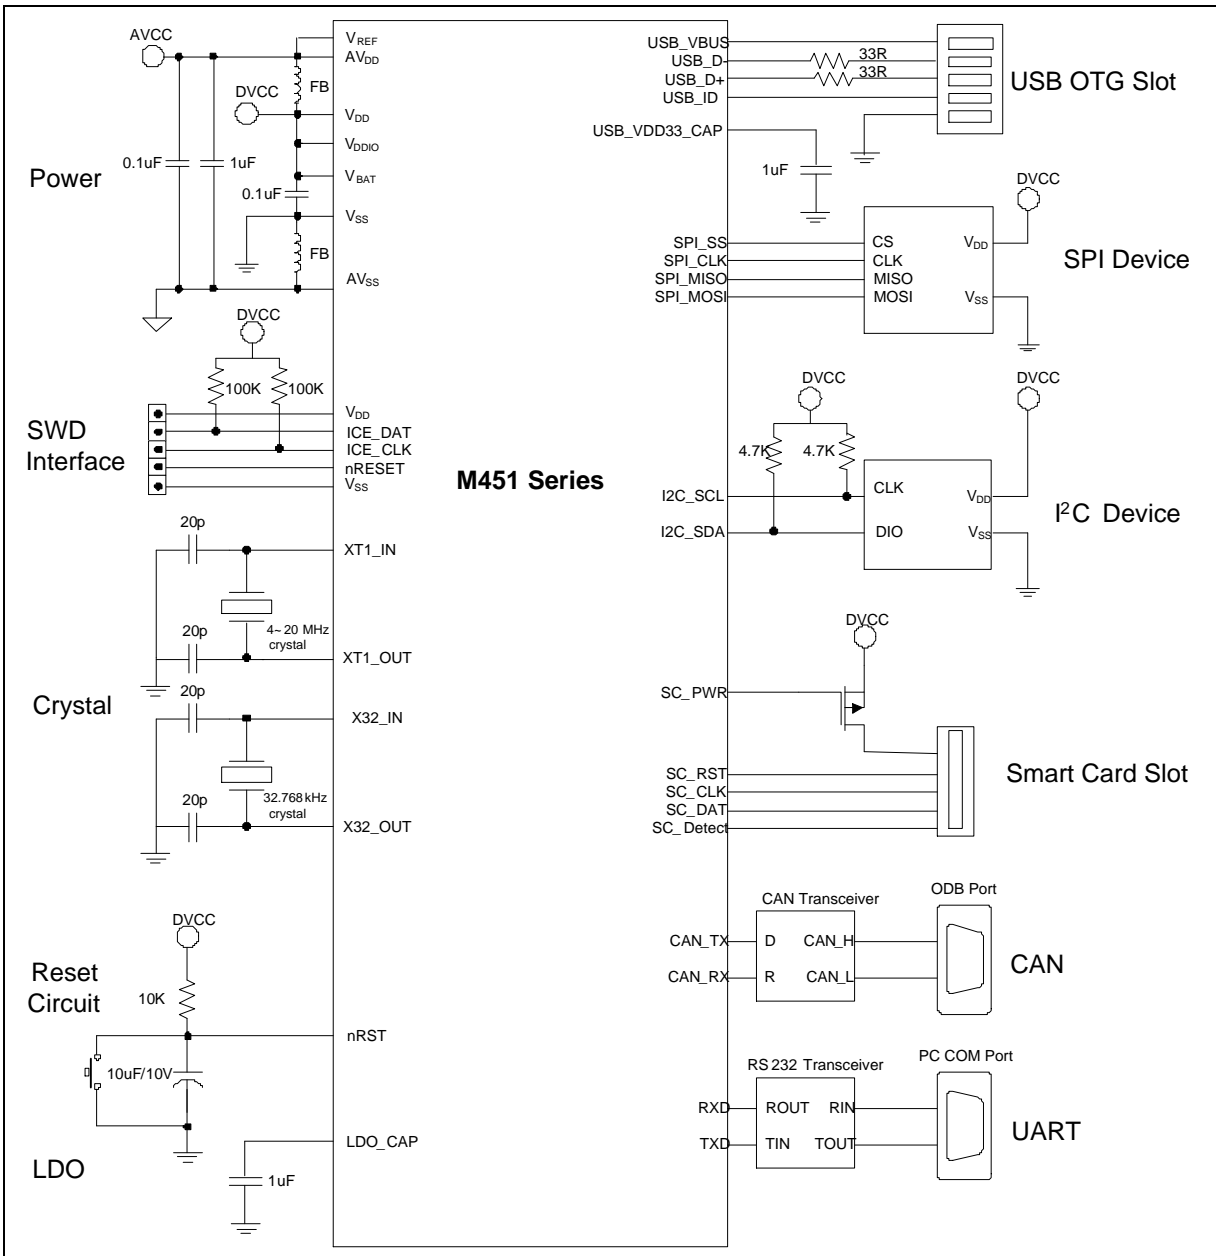 AVCC
VREF
AVDD
FB
DVCC
VDD
VDDIO
0.1uF
1uF
Power
VBAT
0.1uF
VSS
FB
AVSS
DVCC
100K
100K
VDD
SWD
Interface
ICE_DAT
ICE_CLK
nRESET
VSS
20p
XT1_IN
4~20 MHz
crystal
20p
XT1_OUT
Crystal
20p
X32_IN
32.768kHz
crystal
20p
X32_OUT
DVCC
Reset
Circuit
10K
nRST
10uF/10V
LDO_CAP
LDO
1uF
M451 Series
USB_VBUS
USB_D-
33R
USB_D+
33R
USB_ID
USB OTG Slot
USB_VDD33_CAP
1uF
DVCC
SPI_SS
CS
VDD
SPI_CLK
CLK
SPI_MISO
MISO
SPI_MOSI
MOSI
VSS
SPI Device
DVCC
DVCC
4.7K
4.7K
I2C_SCL
CLK
VDD
I2C_SDA
DIO
VSS
I2C Device
DVCC
SC_PWR
SC_RST
SC_CLK
SC_DAT
SC_Detect
Smart Card Slot
CAN Transceiver
ODB Port
CAN_TX
D
CAN_H
CAN_RX
R
CAN_L
CAN
RS232 Transceiver
PC COM Port
RXD
ROUT
RIN
TXD
TIN
TOUT
UART